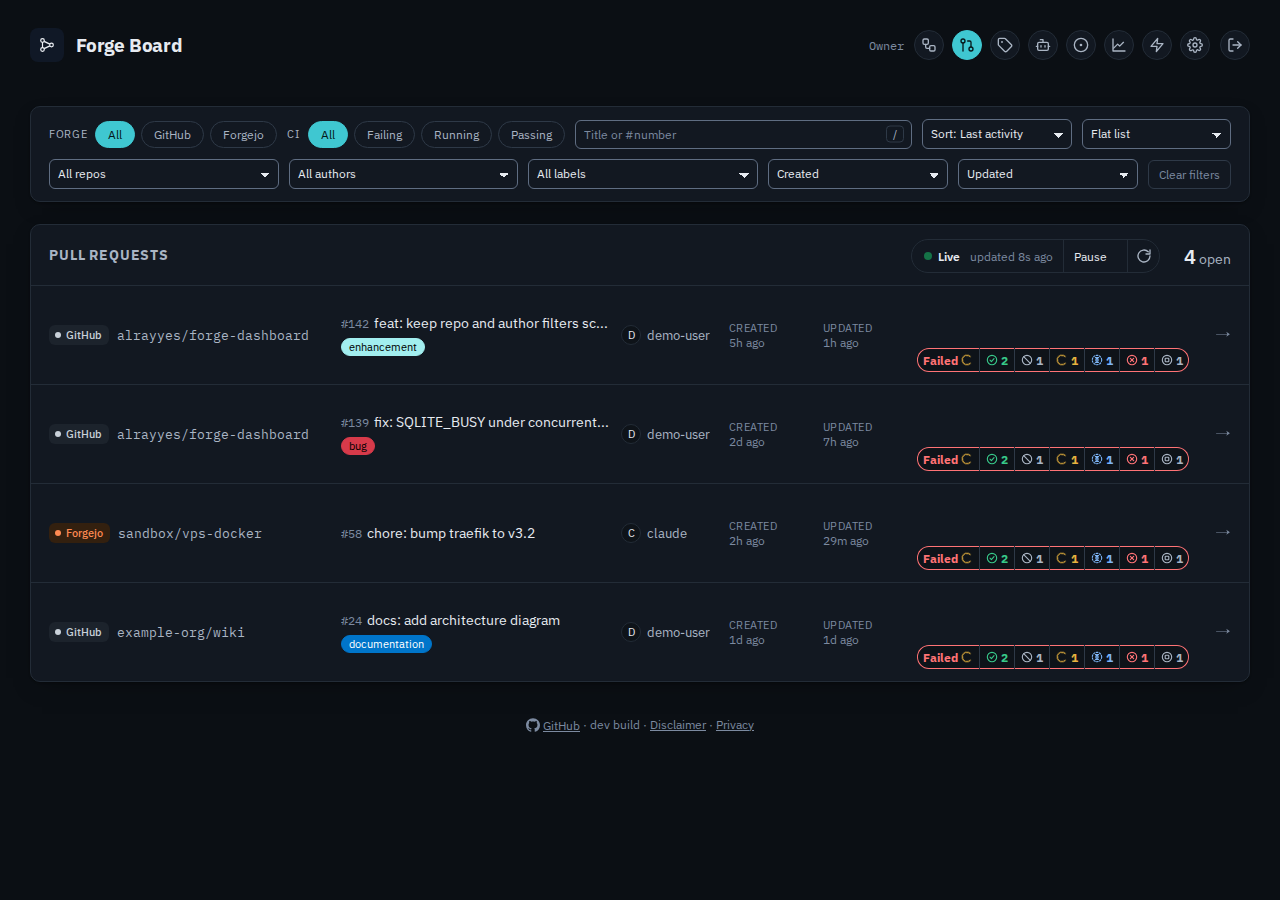 Forge Board
Owner
FORGE All GitHub Forgejo CI All Failing Running Passing Title or #number / Sort: Last activity Flat list
All repos All authors All labels Created Updated Clear filters
PULL REQUESTS Live updated 8s ago Pause 4 open
GitHub alrayyes/forge-dashboard #142 feat: keep repo and author filters sc... D demo-user CREATED UPDATED →
enhancement 5h ago 1h ago
Failed 2 1 1 1 1 1
GitHub alrayyes/forge-dashboard #139 fix: SQLITE_BUSY under concurrent... D demo-user CREATED UPDATED →
bug 2d ago 7h ago
Failed 2 1 1 1 1 1
Forgejo sandbox/vps-docker #58 chore: bump traefik to v3.2 C claude CREATED UPDATED →
2h ago 29m ago
Failed 2 1 1 1 1 1
GitHub example-org/wiki #24 docs: add architecture diagram D demo-user CREATED UPDATED →
documentation 1d ago 1d ago
Failed 2 1 1 1 1 1
GitHub · dev build · Disclaimer · Privacy